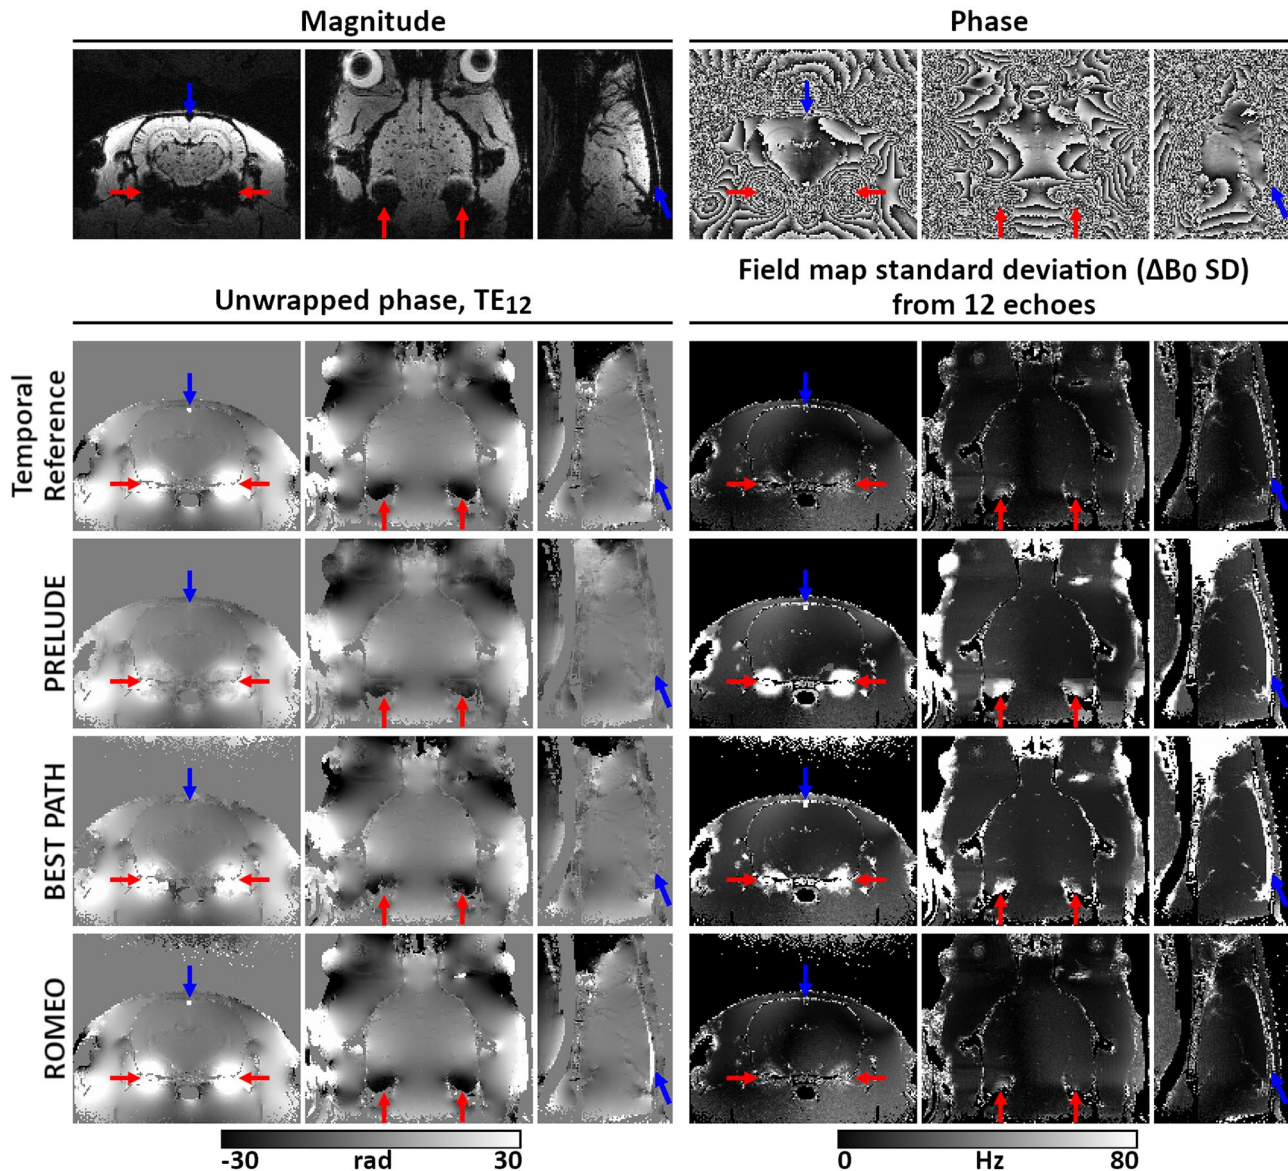 Magnitude
Phase
Unwrapped phase, TE12
Field map standard deviation (ΔB0 SD)
from 12 echoes
Temporal
Reference
PRELUDE
BEST PATH
ROMEO
-30 rad 30
0 Hz 80